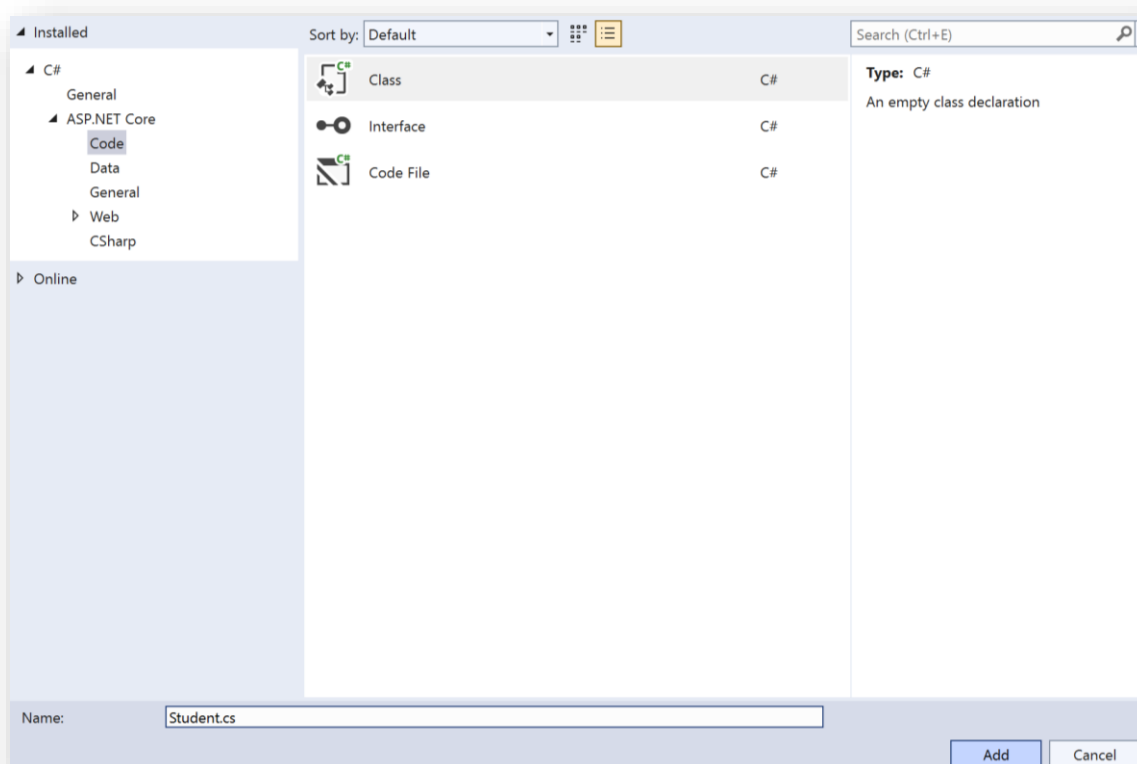 Installed
C#
General
ASP.NET Core
Code
Data
General
Web
CSharp
Online
Sort by: Default
C# Class C#
Interface C#
C# Code File C#
Search (Ctrl+E)
Type: C#
An empty class declaration
Name: Student.cs
Add Cancel